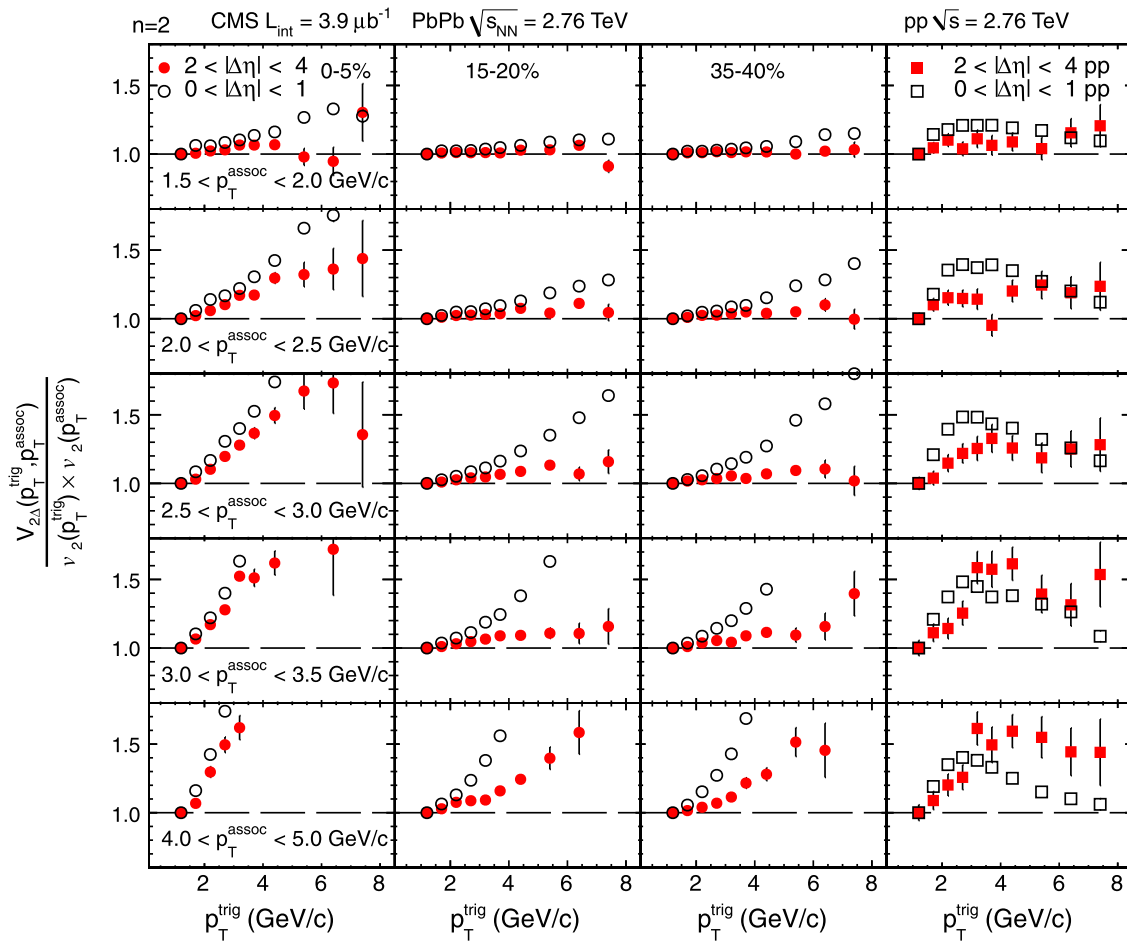 n=2 CMS L_int = 3.9 μb^-1 PbPb √s_NN = 2.76 TeV pp √s = 2.76 TeV
2 < |Δη| < 4 0-5% 15-20% 35-40% 2 < |Δη| < 4 pp
0 < |Δη| < 1 0 < |Δη| < 1 pp
1.5
1.0
1.5 < p_T^assoc < 2.0 GeV/c
1.5
1.0
2.0 < p_T^assoc < 2.5 GeV/c
1.5
1.0
2.5 < p_T^assoc < 3.0 GeV/c
V_2Δ(p_T^trig, p_T^assoc)
ν_2(p_T^trig) × ν_2(p_T^assoc)
1.5
1.0
3.0 < p_T^assoc < 3.5 GeV/c
1.5
1.0
4.0 < p_T^assoc < 5.0 GeV/c
2 4 6 8 2 4 6 8 2 4 6 8 2 4 6 8
p_T^trig (GeV/c) p_T^trig (GeV/c) p_T^trig (GeV/c) p_T^trig (GeV/c)